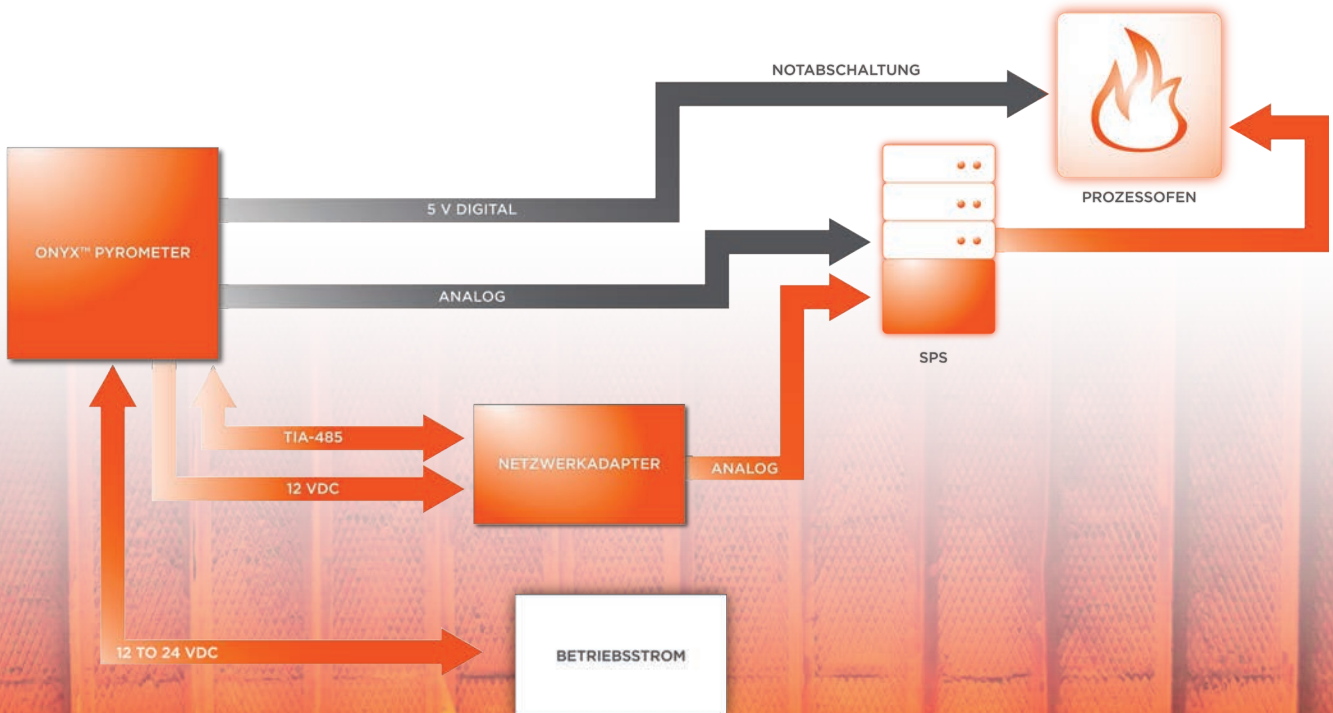 NOTABSCHALTUNG
PROZESSOFEN
5 V DIGITAL
ONYX™ PYROMETER
ANALOG
SPS
TIA-485
NETZWERKADAPTER
ANALOG
12 VDC
12 TO 24 VDC
BETRIEBSSTROM